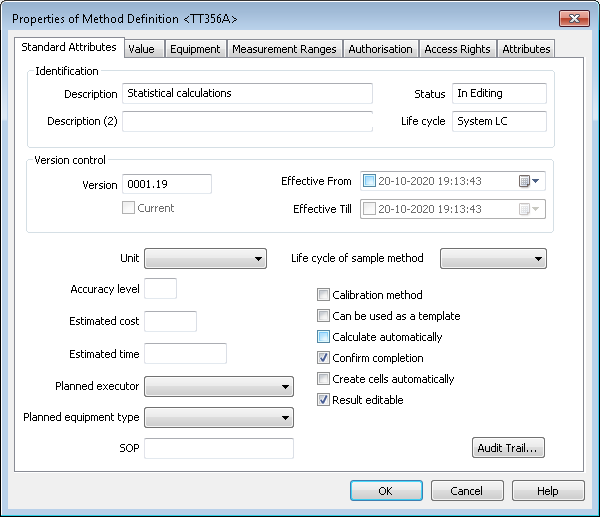 Properties of Method Definition <TT356A>
Standard Attributes Value Equipment Measurement Ranges Authorisation Access Rights Attributes
Identification
Description Statistical calculations Status In Editing
Description (2) Life cycle System LC
Version control
Version 0001.19 Effective From 20-10-2020 19:13:43
Current Effective Till 20-10-2020 19:13:43
Unit Life cycle of sample method
Accuracy level Calibration method
Can be used as a template
Estimated cost Calculate automatically
Estimated time Confirm completion
Planned executor Create cells automatically
Result editable
Planned equipment type
SOP Audit Trail...
OK Cancel Help